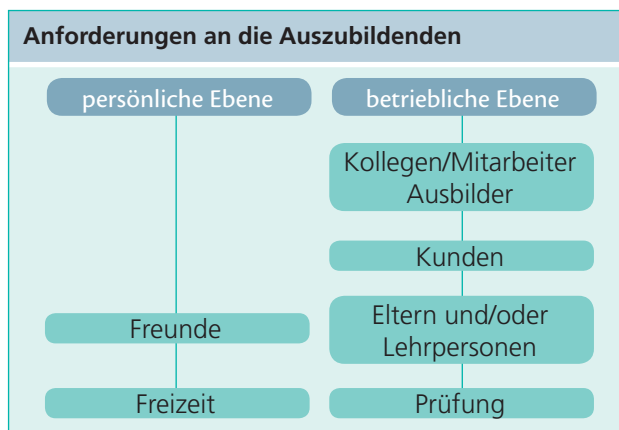 Anforderungen an die Auszubildenden
persönliche Ebene
betriebliche Ebene
Kollegen/Mitarbeiter
Ausbilder
Kunden
Freunde
Eltern und/oder
Lehrpersonen
Freizeit
Prüfung